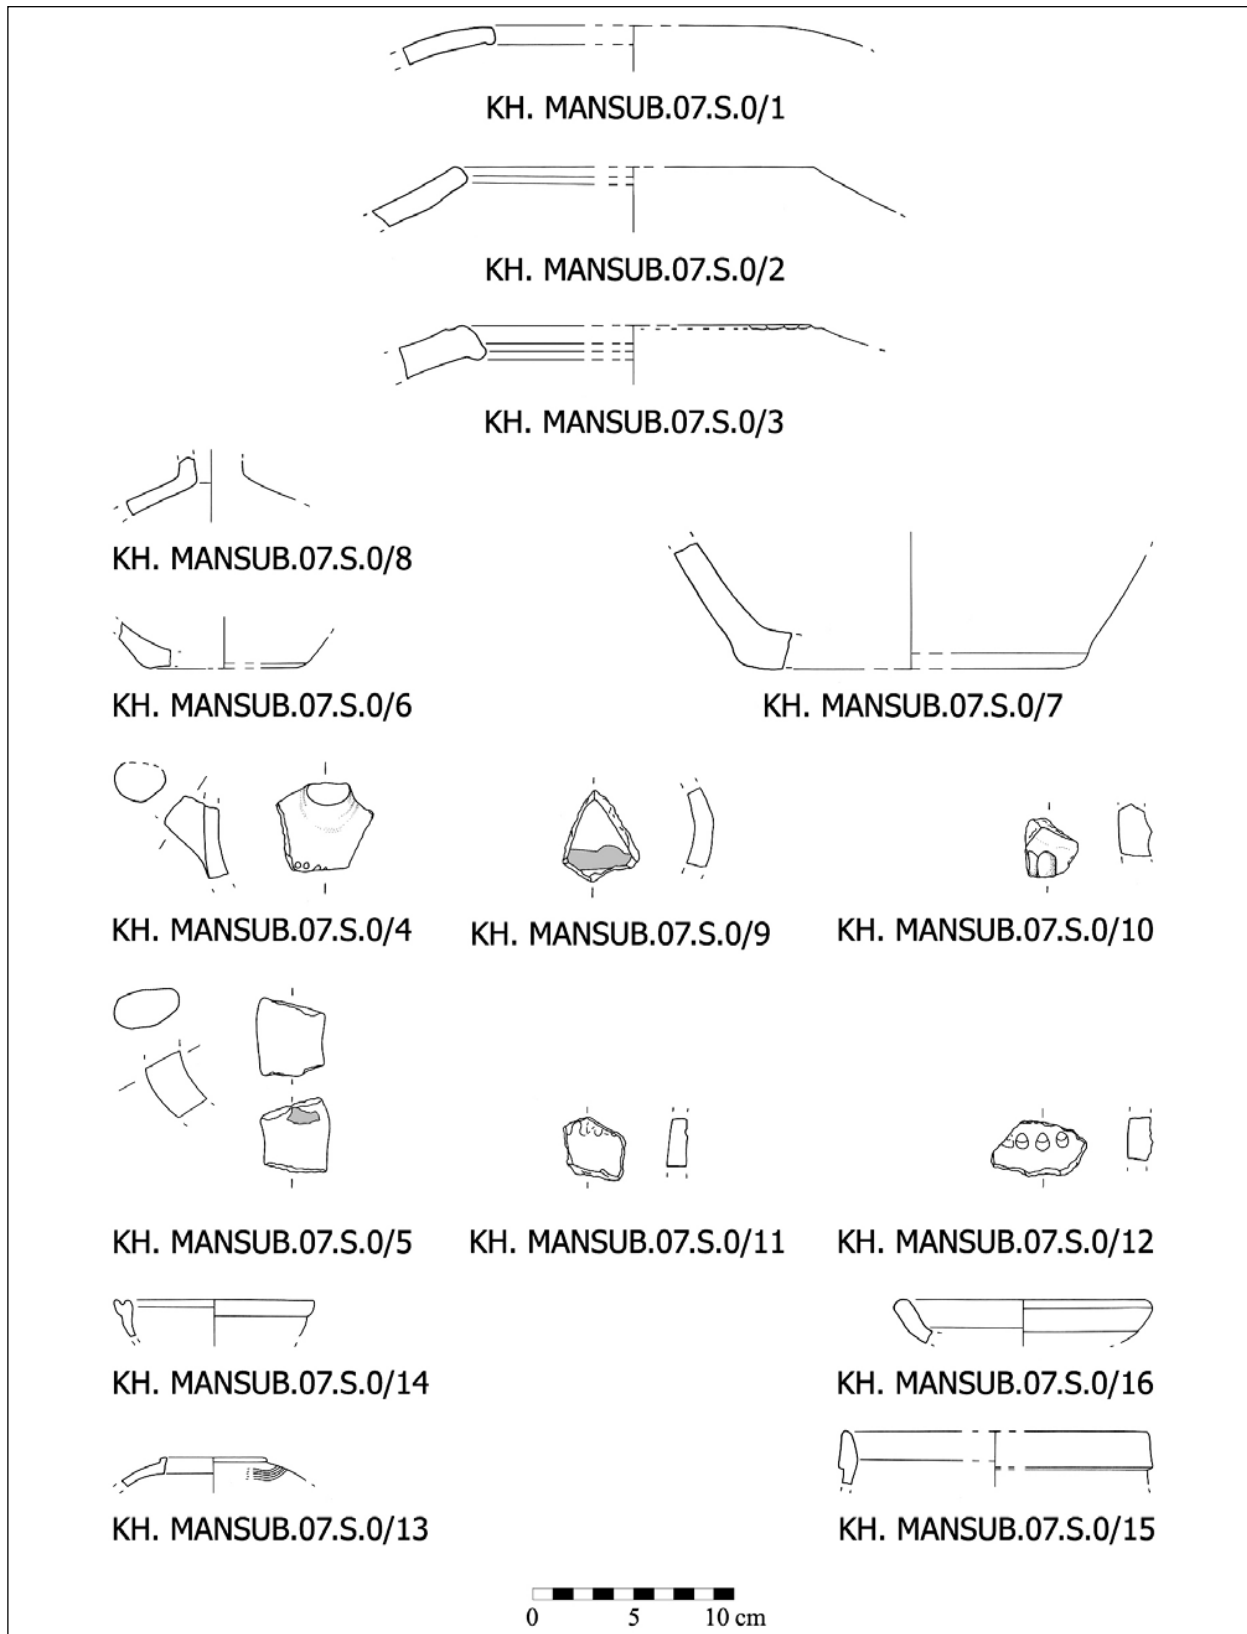 KH. MANSUB.07.S.0/1
KH. MANSUB.07.S.0/2
KH. MANSUB.07.S.0/3
KH. MANSUB.07.S.0/8
KH. MANSUB.07.S.0/6
KH. MANSUB.07.S.0/7
KH. MANSUB.07.S.0/4
KH. MANSUB.07.S.0/9
KH. MANSUB.07.S.0/10
KH. MANSUB.07.S.0/5
KH. MANSUB.07.S.0/11
KH. MANSUB.07.S.0/12
KH. MANSUB.07.S.0/14
KH. MANSUB.07.S.0/16
KH. MANSUB.07.S.0/13
KH. MANSUB.07.S.0/15
0 5 10 cm